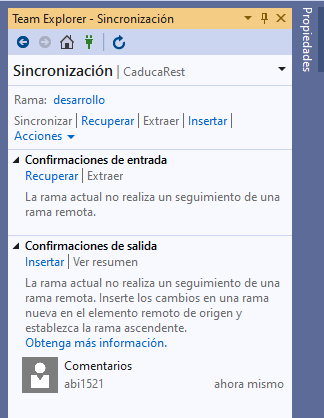 Team Explorer - Sincronización
Propiedades
Sincronización | CaducaRest
Rama: desarrollo
Sincronizar | Recuperar | Extraer | Insertar |
Acciones
Confirmaciones de entrada
Recuperar | Extraer
La rama actual no realiza un seguimiento de una
rama remota.
Confirmaciones de salida
Insertar | Ver resumen
La rama actual no realiza un seguimiento de una
rama remota. Inserte los cambios en una rama
nueva en el elemento remoto de origen y
establezca la rama ascendente.
Obtenga más información.
Comentarios
abi1521 ahora mismo